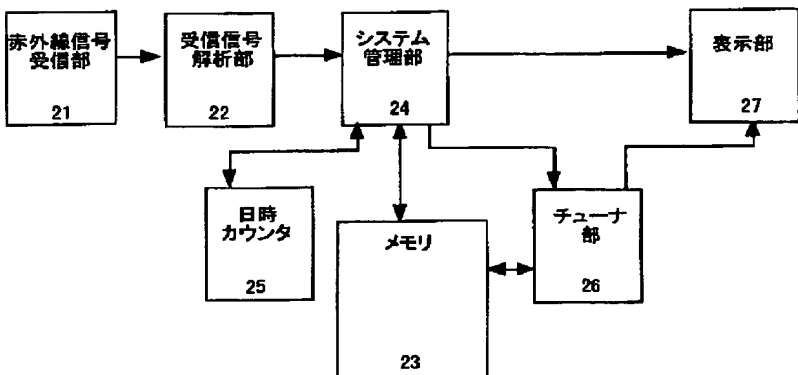 赤外線信号
受信部
21
受信信号
解析部
22
システム
管理部
24
表示部
27
日時
カウンタ
25
メモリ
23
チューナ
部
26